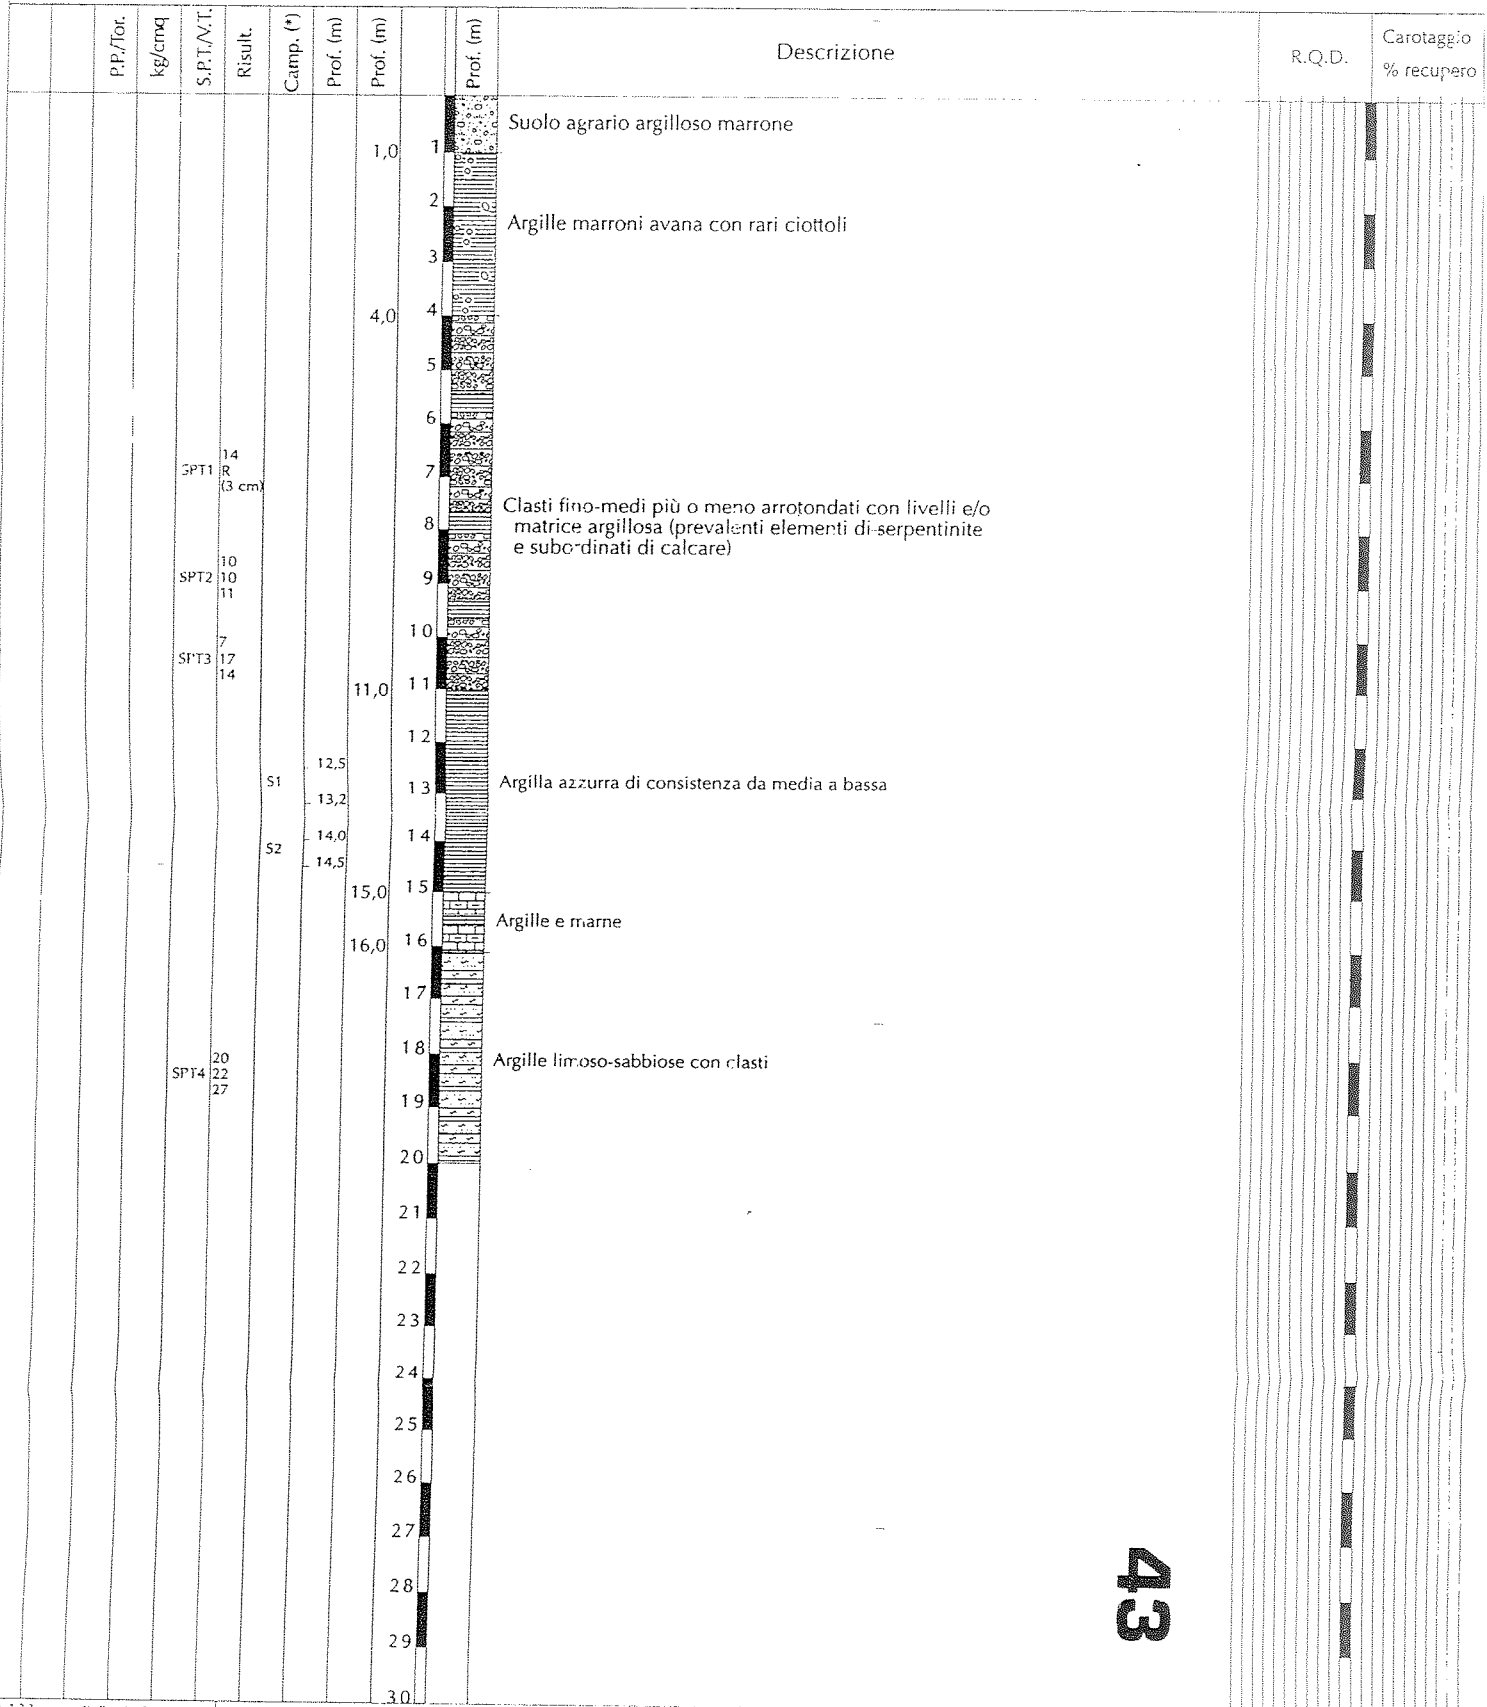 P.P./Tor.
kg/cmq
S.P.T./V.T.
Risult.
Camp. (*)
Prof. (m)
Prof. (m)
Prof. (m)
Descrizione
R.Q.D.
Carotaggio
% recupero
Suolo agrario argilloso marrone
1,0
1
2
Argille marroni avana con rari ciottoli
3
4,0
4
5
6
14
SPT1 R
(3 cm)
7
Clasti fino-medi più o meno arrotondati con livelli e/o
matrice argillosa (prevalenti elementi di serpentinite
e subordinati di calcare)
8
10
SPT2 10
11
9
10
7
SPT3 17
14
11,0
11
12
12,5
S1
13
Argilla azzurra di consistenza da media a bassa
13,2
14,0
14
S2
14,5
15,0
15
Argille e marne
16,0
16
17
18
20
SPT4 22
27
Argille limoso-sabbiose con clasti
19
20
21
22
23
24
25
26
27
28
29
30
43